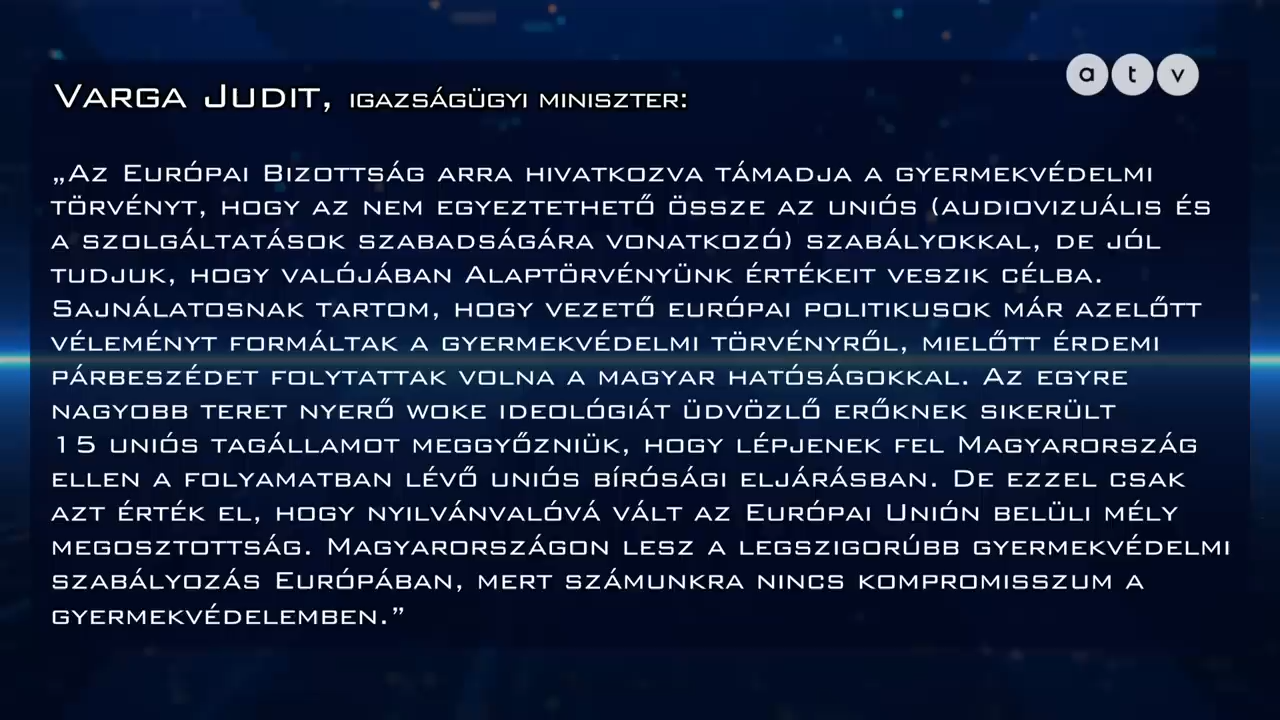 atv
Varga Judit, igazságügyi miniszter:
„Az Európai Bizottság arra hivatkozva támadja a gyermekvédelmi
törvényt, hogy az nem egyeztethető össze az uniós (audiovizuális és
a szolgáltatások szabadságára vonatkozó) szabályokkal, de jól
tudjuk, hogy valójában Alaptörvényünk értékeit veszik célba.
Sajnálatosnak tartom, hogy vezető európai politikusok már azelőtt
véleményt formáltak a gyermekvédelmi törvényről, mielőtt érdemi
párbeszédet folytattak volna a magyar hatóságokkal. Az egyre
nagyobb teret nyerő woke ideológiát üdvözlő erőknek sikerült
15 uniós tagállamot meggyőzniük, hogy lépjenek fel Magyarország
ellen a folyamatban lévő uniós bírósági eljárásban. De ezzel csak
azt érték el, hogy nyilvánvalóvá vált az Európai Unión belüli mély
megosztottság. Magyarországon lesz a legszigorúbb gyermekvédelmi
szabályozás Európában, mert számunkra nincs kompromisszum a
gyermekvédelemben.”